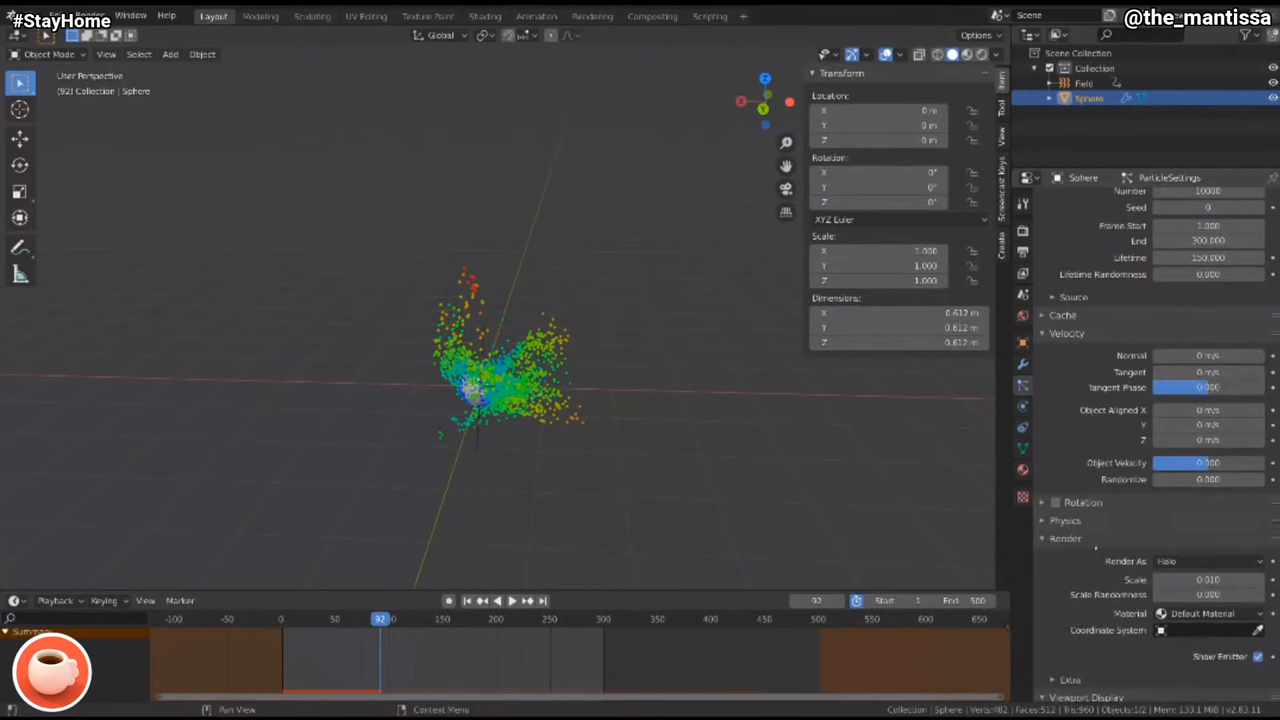 #StayHome
Render
Window
Help
Layout
Modeling
Sculpting
UV Editing
Texture Paint
Shading
Animation
Rendering
Compositing
Scripting
+
Scene
@the_mantissa
Global
Options
Object Mode
View
Select
Add
Object
User Perspective
(92) Collection | Sphere
Z
X
Y
Transform
Location:
X 0 m
Y 0 m
Z 0 m
Rotation:
X 0°
Y 0°
Z 0°
XYZ Euler
Scale:
X 1.000
Y 1.000
Z 1.000
Dimensions:
X 0.612 m
Y 0.612 m
Z 0.612 m
Item
Tool
View
Screencast Keys
Create
Scene Collection
Collection
Field
Sphere
Sphere
ParticleSettings
Number 10000
Seed 0
Frame Start 1.000
End 300.000
Lifetime 150.000
Lifetime Randomness 0.000
Source
Cache
Velocity
Normal 0 m/s
Tangent 0 m/s
Tangent Phase 0.000
Object Aligned X 0 m/s
Y 0 m/s
Z 0 m/s
Object Velocity 0.000
Randomize 0.000
Rotation
Physics
Render
Render As Halo
Scale 0.010
Scale Randomness 0.000
Material Default Material
Coordinate System
Show Emitter
Extra
Viewport Display
Playback
Keying
View
Marker
92
Start 1
End 500
-100 -50 0 50 92 150 200 250 300 350 400 450 500 550 600 650
Summary
Pan View
Context Menu
Collection | Sphere | Verts:482 | Faces:512 | Tris:960 | Objects:1/2 | Mem: 133.1 MiB | v2.83.11